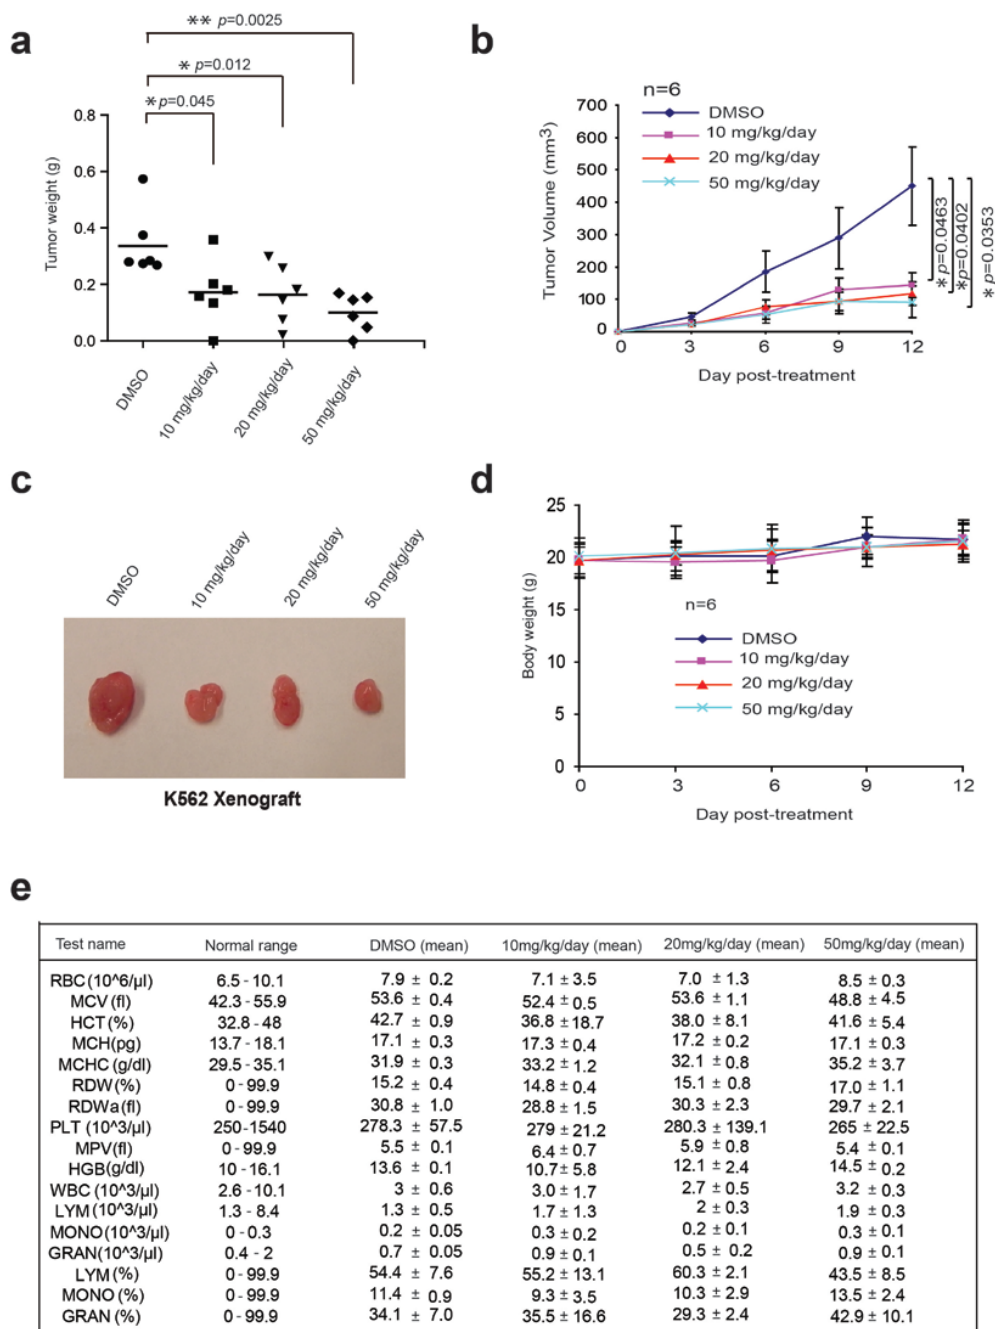 a
** p=0.0025
* p=0.012
* p=0.045
Tumor weight (g)
0.8
0.6
0.4
0.2
0.0
DMSO
10 mg/kg/day
20 mg/kg/day
50 mg/kg/day
b
n=6
DMSO
10 mg/kg/day
20 mg/kg/day
50 mg/kg/day
Tumor Volume (mm3)
700
600
500
400
300
200
100
0
0 3 6 9 12
Day post-treatment
* p=0.0463
* p=0.0402
* p=0.0353
c
DMSO
10 mg/kg/day
20 mg/kg/day
50 mg/kg/day
K562 Xenograft
d
Body weight (g)
25
20
15
10
5
0
n=6
DMSO
10 mg/kg/day
20 mg/kg/day
50 mg/kg/day
0 3 6 9 12
Day post-treatment
e
Test name Normal range DMSO (mean) 10mg/kg/day (mean) 20mg/kg/day (mean) 50mg/kg/day (mean)
RBC (10^6/µl) 6.5 - 10.1 7.9 ± 0.2 7.1 ± 3.5 7.0 ± 1.3 8.5 ± 0.3
MCV (fl) 42.3 - 55.9 53.6 ± 0.4 52.4 ± 0.5 53.6 ± 1.1 48.8 ± 4.5
HCT (%) 32.8 - 48 42.7 ± 0.9 36.8 ± 18.7 38.0 ± 8.1 41.6 ± 5.4
MCH(pg) 13.7 - 18.1 17.1 ± 0.3 17.3 ± 0.4 17.2 ± 0.2 17.1 ± 0.3
MCHC (g/dl) 29.5 - 35.1 31.9 ± 0.3 33.2 ± 1.2 32.1 ± 0.8 35.2 ± 3.7
RDW (%) 0 - 99.9 15.2 ± 0.4 14.8 ± 0.4 15.1 ± 0.8 17.0 ± 1.1
RDWa (fl) 0 - 99.9 30.8 ± 1.0 28.8 ± 1.5 30.3 ± 2.3 29.7 ± 2.1
PLT (10^3/µl) 250-1540 278.3 ± 57.5 279 ± 21.2 280.3 ± 139.1 265 ± 22.5
MPV(fl) 0 - 99.9 5.5 ± 0.1 6.4 ± 0.7 5.9 ± 0.8 5.4 ± 0.1
HGB(g/dl) 10 - 16.1 13.6 ± 0.1 10.7 ± 5.8 12.1 ± 2.4 14.5 ± 0.2
WBC (10^3/µl) 2.6 - 10.1 3 ± 0.6 3.0 ± 1.7 2.7 ± 0.5 3.2 ± 0.3
LYM (10^3/µl) 1.3 - 8.4 1.3 ± 0.5 1.7 ± 1.3 2 ± 0.3 1.9 ± 0.3
MONO (10^3/µl) 0 - 0.3 0.2 ± 0.05 0.3 ± 0.2 0.2 ± 0.1 0.3 ± 0.1
GRAN(10^3/µl) 0.4 - 2 0.7 ± 0.05 0.9 ± 0.1 0.5 ± 0.2 0.9 ± 0.1
LYM (%) 0 - 99.9 54.4 ± 7.6 55.2 ± 13.1 60.3 ± 2.1 43.5 ± 8.5
MONO (%) 0 - 99.9 11.4 ± 0.9 9.3 ± 3.5 10.3 ± 2.9 13.5 ± 2.4
GRAN (%) 0 - 99.9 34.1 ± 7.0 35.5 ± 16.6 29.3 ± 2.4 42.9 ± 10.1